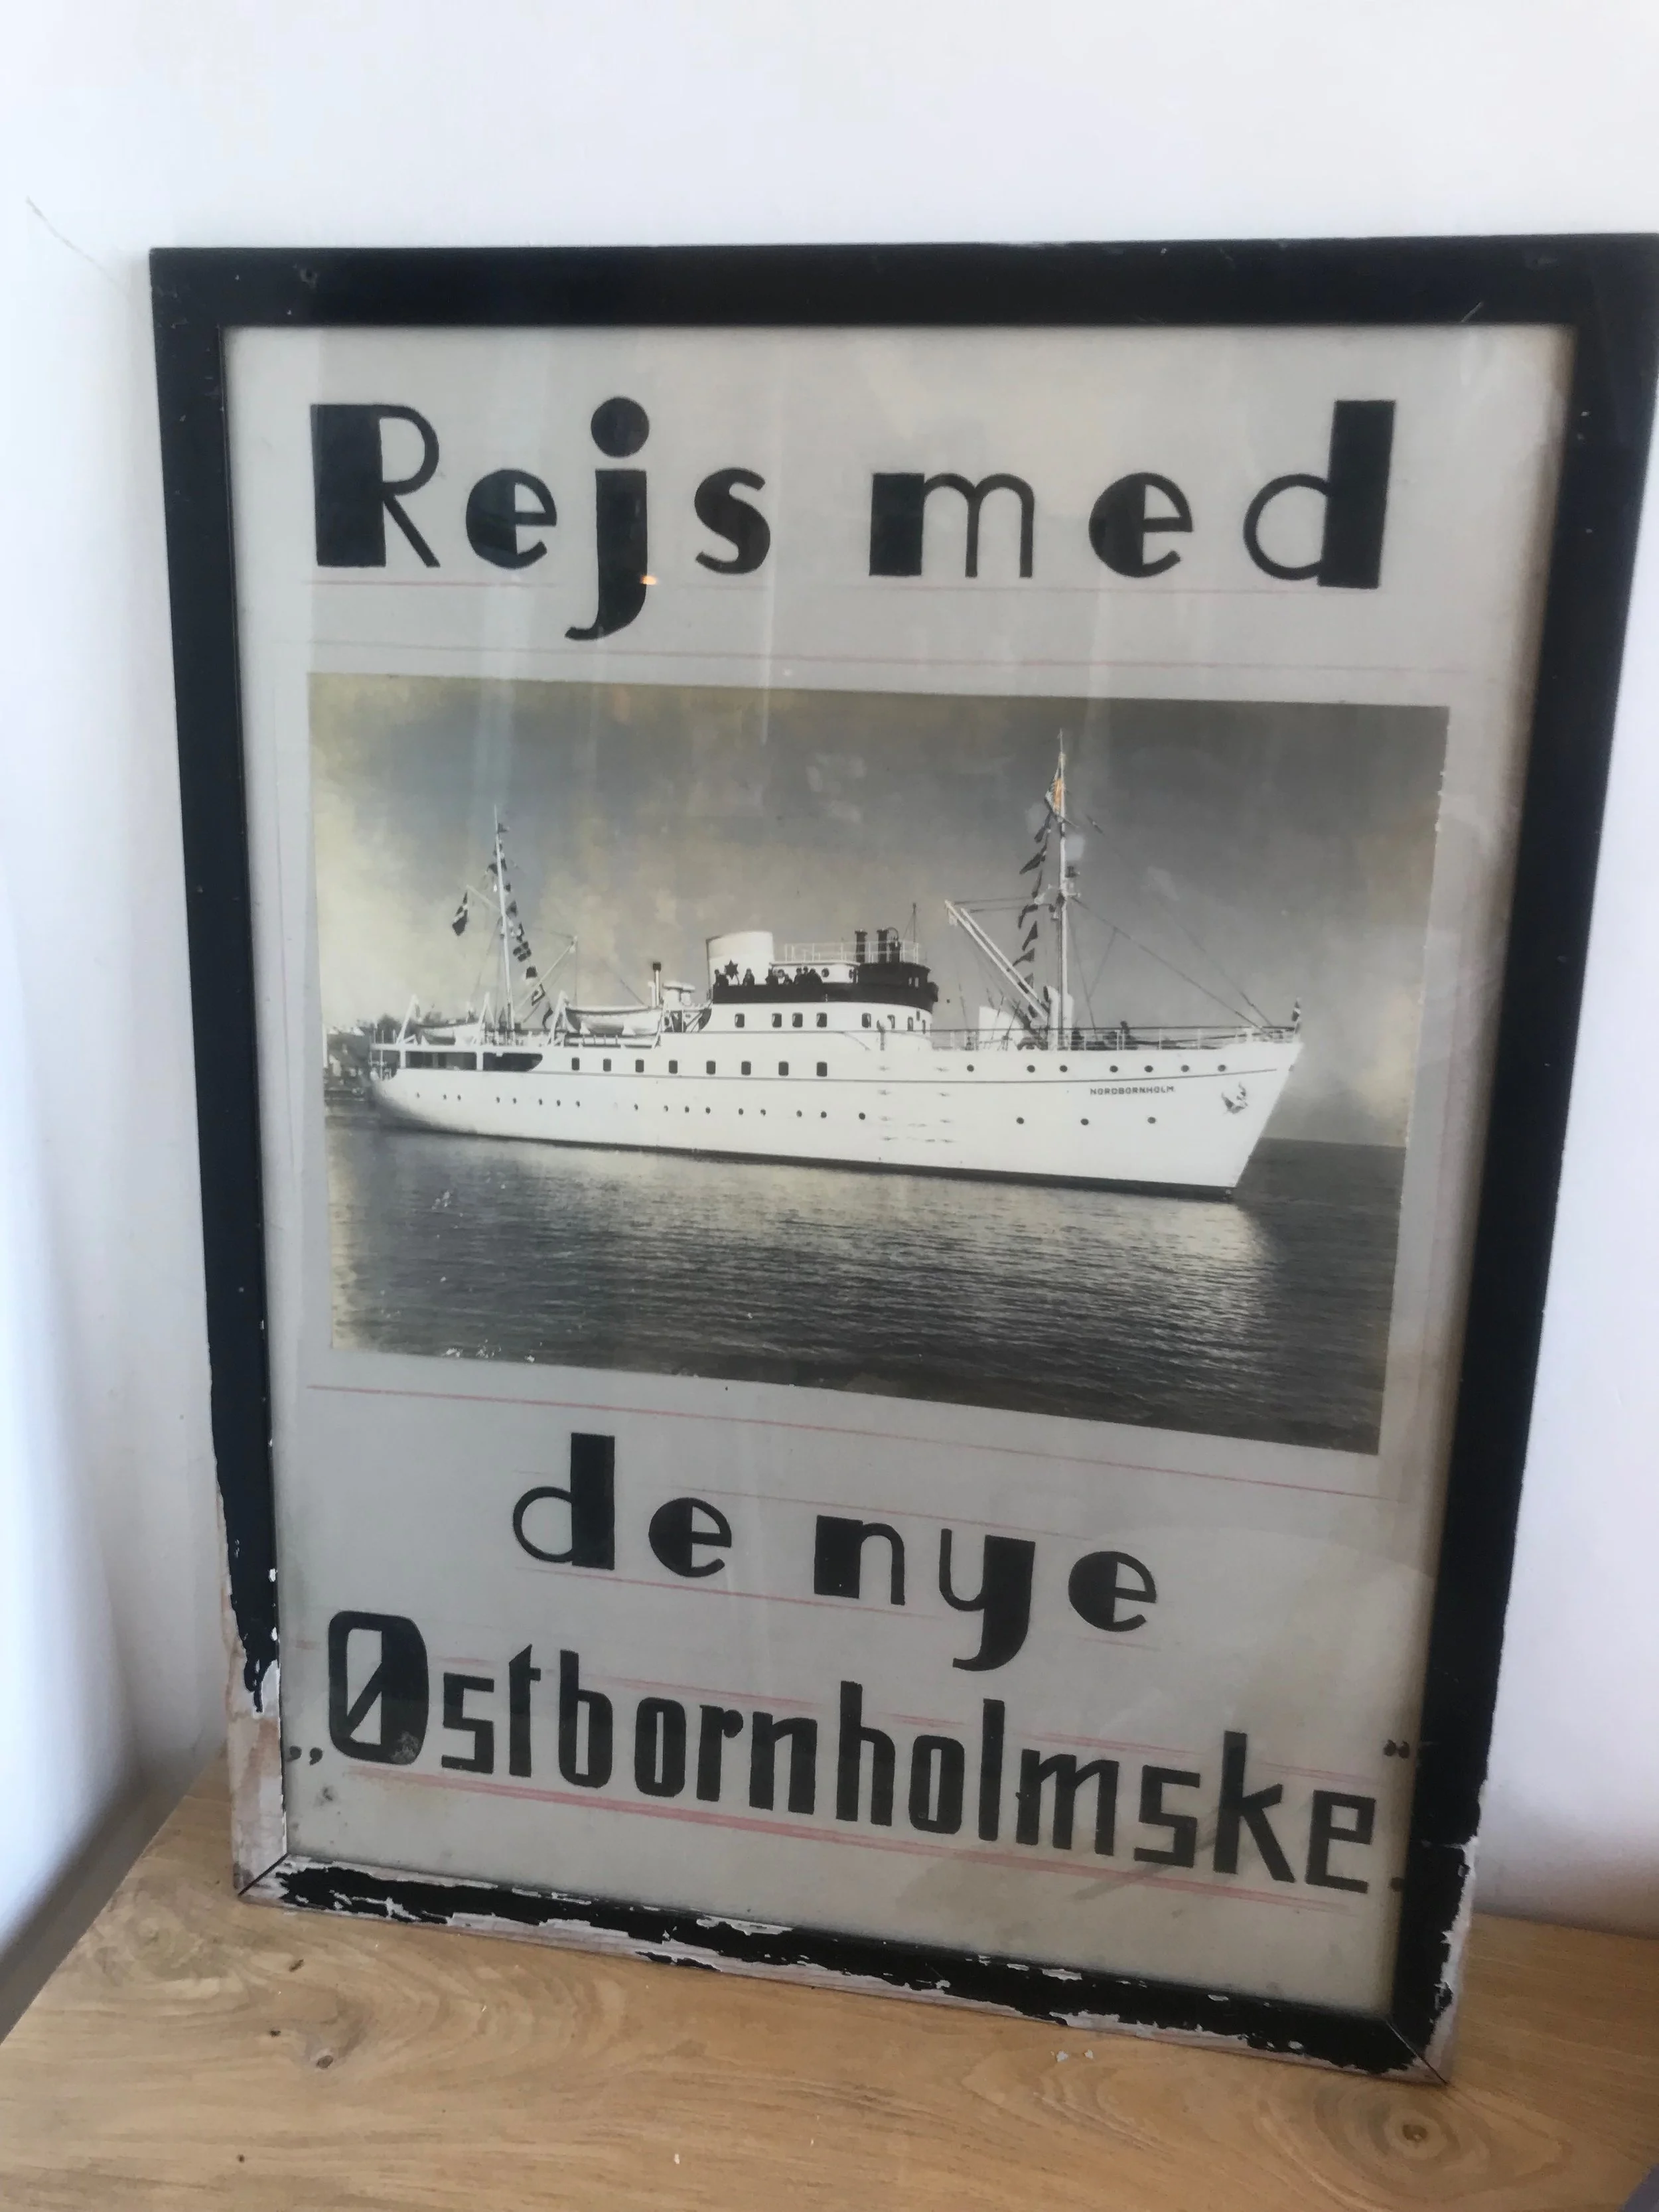 Rejs med
NORDBORNHOLM
de nye
„Østbornholmske“.